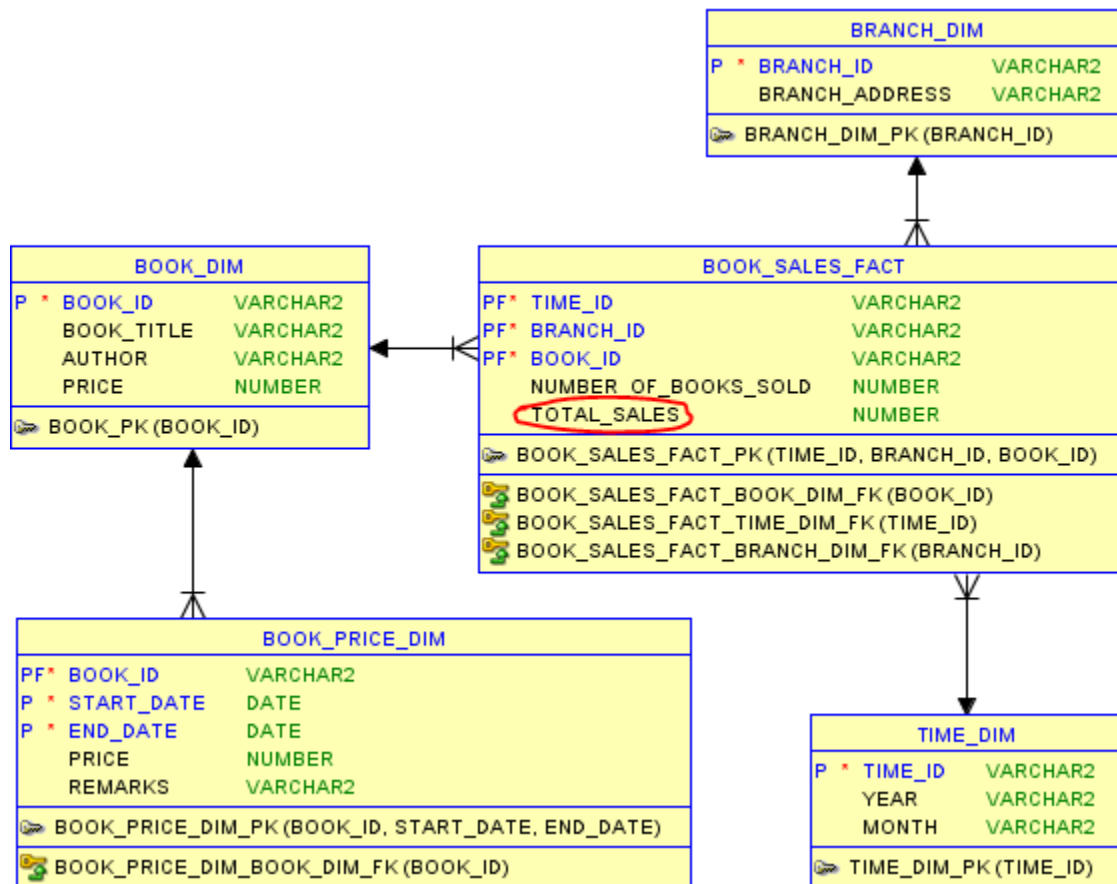 BRANCH_DIM
P * BRANCH_ID VARCHAR2
BRANCH_ADDRESS VARCHAR2
BRANCH_DIM_PK (BRANCH_ID)
BOOK_DIM
P * BOOK_ID VARCHAR2
BOOK_TITLE VARCHAR2
AUTHOR VARCHAR2
PRICE NUMBER
BOOK_PK (BOOK_ID)
BOOK_SALES_FACT
PF* TIME_ID VARCHAR2
PF* BRANCH_ID VARCHAR2
PF* BOOK_ID VARCHAR2
NUMBER_OF_BOOKS_SOLD NUMBER
TOTAL_SALES NUMBER
BOOK_SALES_FACT_PK (TIME_ID, BRANCH_ID, BOOK_ID)
BOOK_SALES_FACT_BOOK_DIM_FK (BOOK_ID)
BOOK_SALES_FACT_TIME_DIM_FK (TIME_ID)
BOOK_SALES_FACT_BRANCH_DIM_FK (BRANCH_ID)
BOOK_PRICE_DIM
PF* BOOK_ID VARCHAR2
P * START_DATE DATE
P * END_DATE DATE
PRICE NUMBER
REMARKS VARCHAR2
BOOK_PRICE_DIM_PK (BOOK_ID, START_DATE, END_DATE)
BOOK_PRICE_DIM_BOOK_DIM_FK (BOOK_ID)
TIME_DIM
P * TIME_ID VARCHAR2
YEAR VARCHAR2
MONTH VARCHAR2
TIME_DIM_PK (TIME_ID)